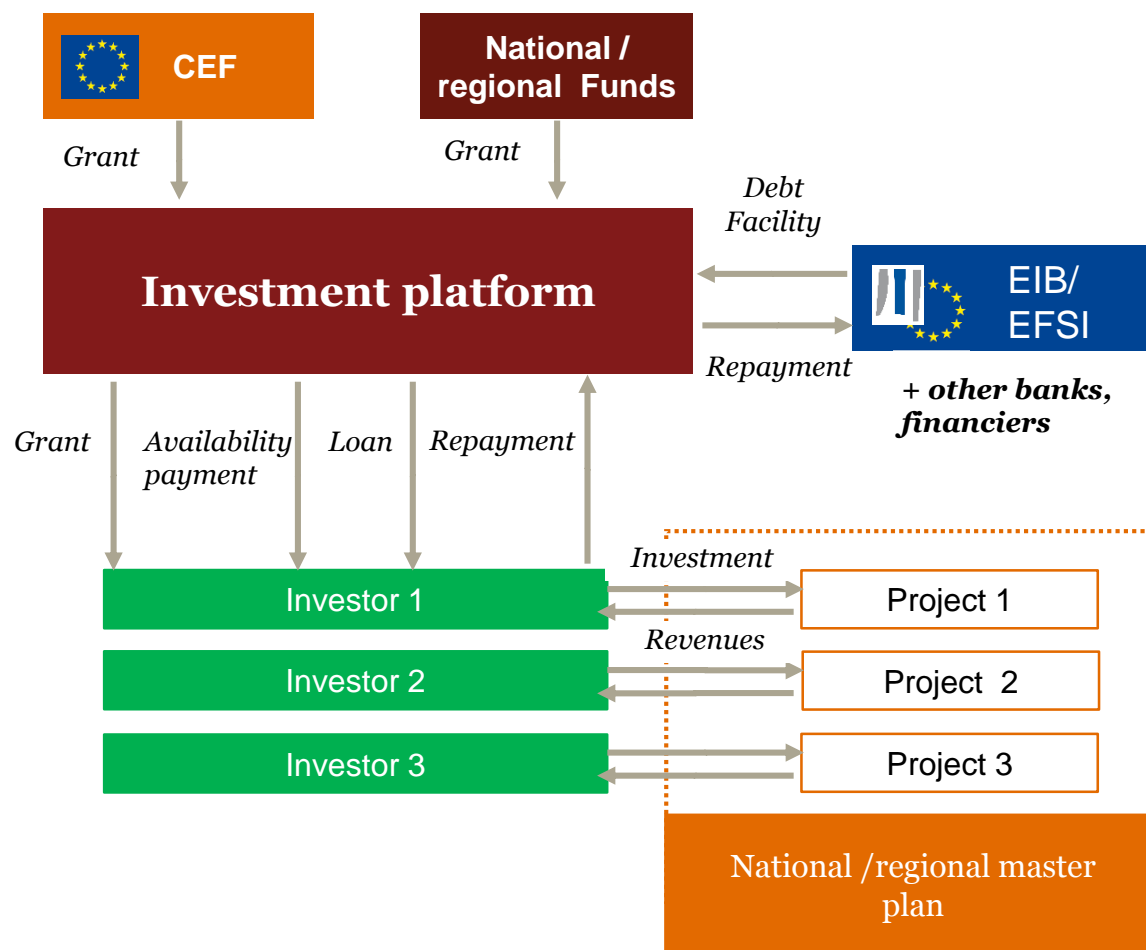 CEF
National /
regional Funds
Grant
Grant
Debt
Facility
Investment platform
EIB/
EFSI
Repayment
+ other banks,
financiers
Grant
Availability
payment
Loan
Repayment
Investment
Investor 1
Project 1
Revenues
Investor 2
Project 2
Investor 3
Project 3
National /regional master
plan